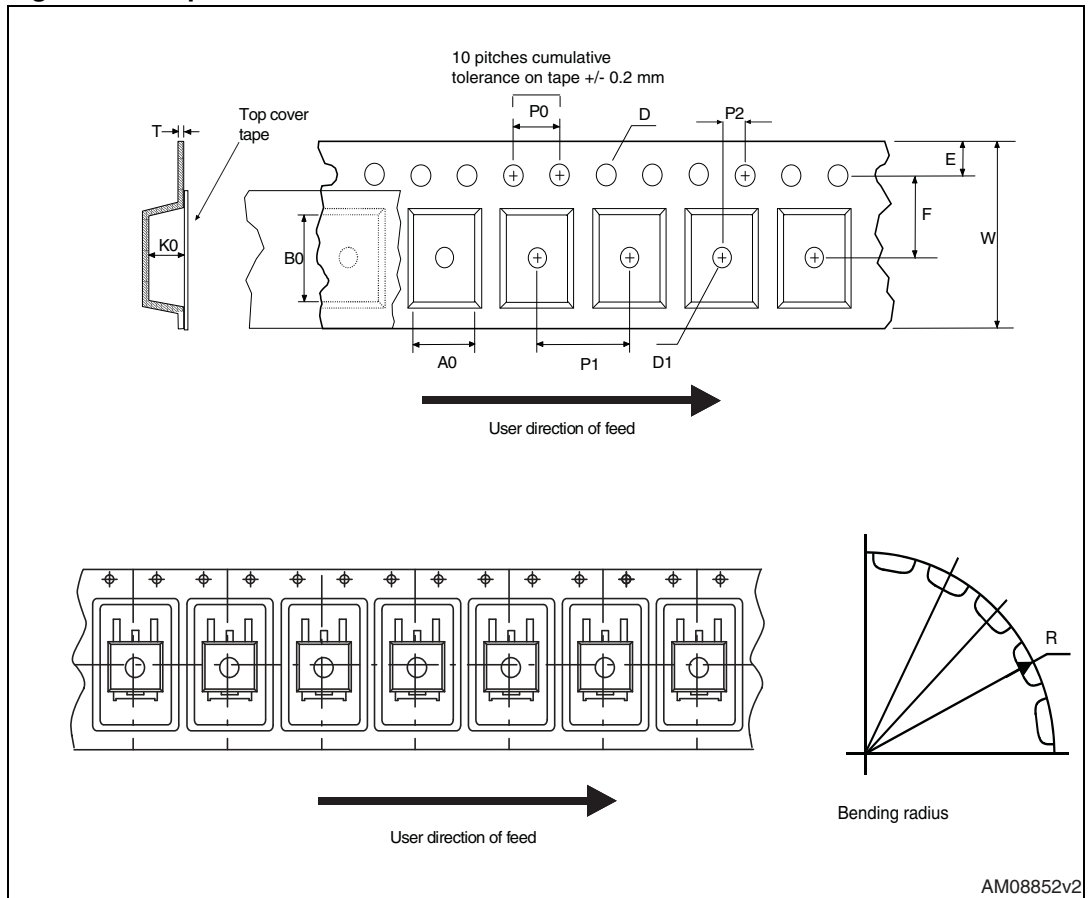 10 pitches cumulative
tolerance on tape +/- 0.2 mm
P0
D
P2
T
Top cover
tape
E
F
W
K0
B0
A0
P1
D1
User direction of feed
R
User direction of feed
Bending radius
AM08852v2